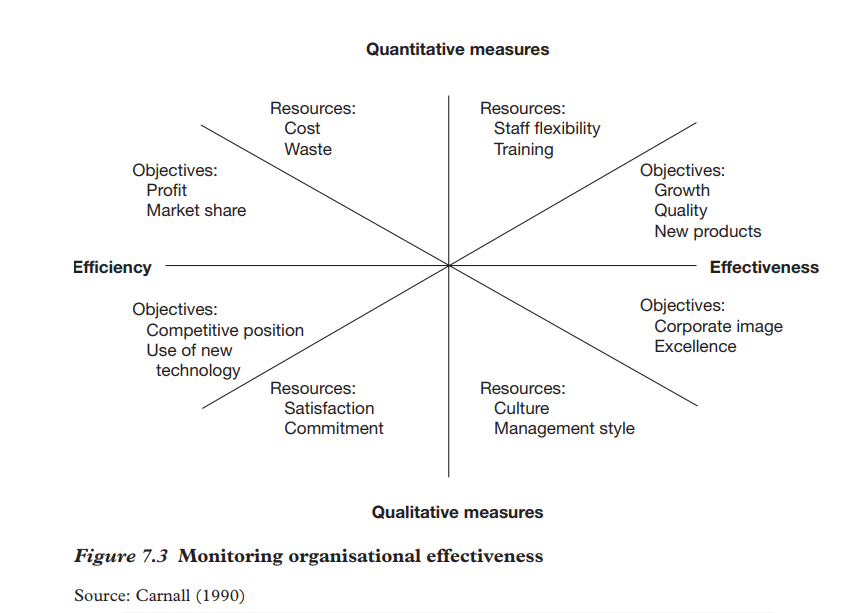 Quantitative measures
Resources:
Cost
Waste
Resources:
Staff flexibility
Training
Objectives:
Profit
Market share
Objectives:
Growth
Quality
New products
Efficiency
Effectiveness
Objectives:
Competitive position
Use of new
technology
Objectives:
Corporate image
Excellence
Resources:
Satisfaction
Commitment
Resources:
Culture
Management style
Qualitative measures
Figure 7.3 Monitoring organisational effectiveness
Source: Carnall (1990)